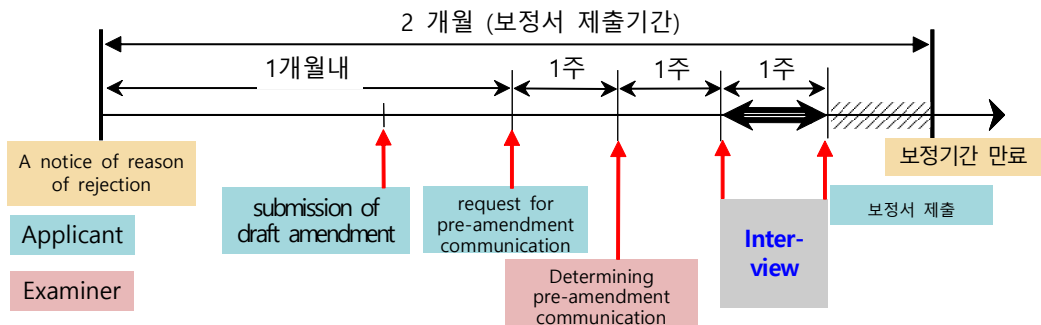 2 개월 (보정서 제출기간)
1개월내
1주
1주
1주
A notice of reason
of rejection
submission of
draft amendment
request for
pre-amendment
communication
보정기간 만료
보정서 제출
Applicant
Inter-
view
Examiner
Determining
pre-amendment
communication